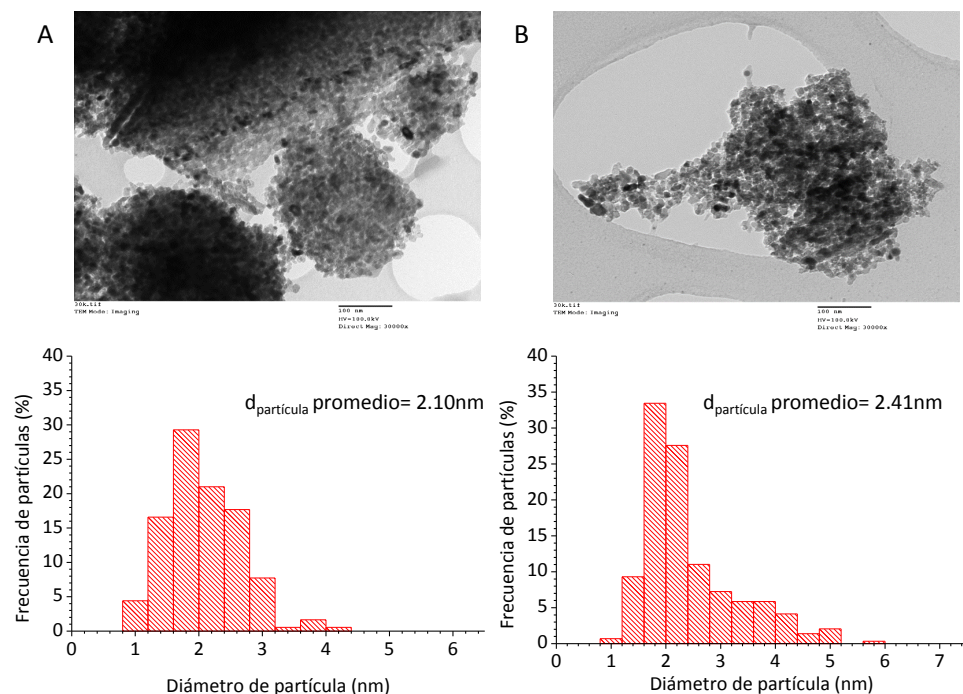 A
B
30k.tif
TEM Mode: Imaging
100 nm
HV=100.0kV
Direct Mag: 30000x
30k.tif
TEM Mode: Imaging
100 nm
HV=100.0kV
Direct Mag: 30000x
40
35
30
25
20
15
10
5
0
Frecuencia de partículas (%)
dpartícula promedio= 2.10nm
0 1 2 3 4 5 6
Diámetro de partícula (nm)
40
35
30
25
20
15
10
5
0
Frecuencia de partículas (%)
dpartícula promedio= 2.41nm
0 1 2 3 4 5 6 7
Diámetro de partícula (nm)